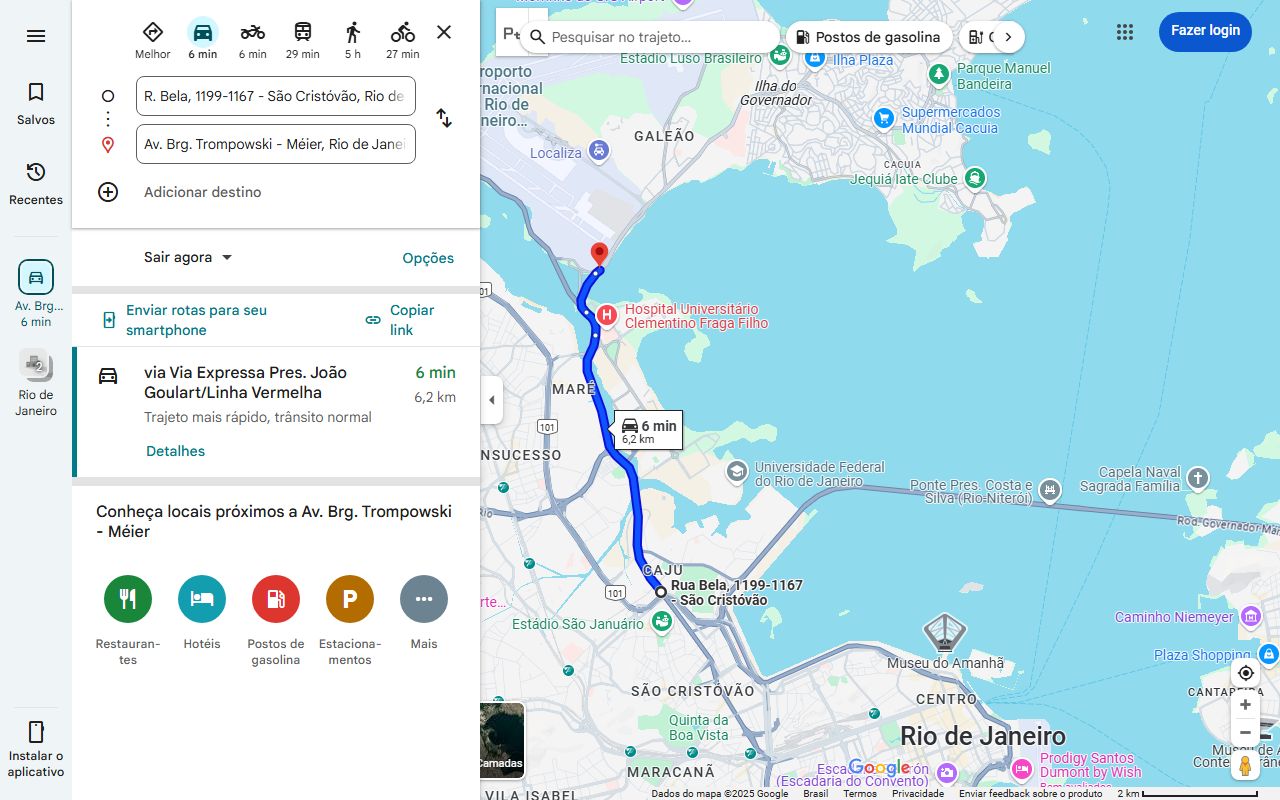 Melhor
6 min
6 min
29 min
5 h
27 min
R. Bela, 1199-1167 - São Cristóvão, Rio de
Av. Brg. Trompowski - Méier, Rio de Janei
Adicionar destino
Salvos
Recentes
Av. Brg...
6 min
Rio de
Janeiro
Instalar o
aplicativo
Sair agora
Opções
Enviar rotas para seu
smartphone
Copiar
link
via Via Expressa Pres. João
Goulart/Linha Vermelha
6 min
6,2 km
Trajeto mais rápido, trânsito normal
Detalhes
Conheça locais próximos a Av. Brg. Trompowski
- Méier
Restauran-
tes
Hotéis
Postos de
gasolina
Estaciona-
mentos
Mais
Pesquisar no trajeto...
Postos de gasolina
Fazer login
Estádio Luso Brasileiro
Ilha Plaza
Parque Manuel
Bandeira
Ilha do
Governador
Supermercados
Mundial Cacuia
GALEÃO
Localiza
CACUIA
Jequiá Iate Clube
Hospital Universitário
Clementino Fraga Filho
MARÉ
101
6 min
6,2 km
NSUCESSO
Universidade Federal
do Rio de Janeiro
Ponte Pres. Costa e
Silva (Rio-Niterói)
Capela Naval
Sagrada Família
Rod. Governador Mar
CAJU
Rua Bela, 1199-1167
- São Cristóvão
101
Estádio São Januário
Caminho Niemeyer
Museu do Amanhã
Plaza Shopping
SÃO CRISTÓVÃO
CENTRO
Quinta da
Boa Vista
Rio de Janeiro
Camadas
MARACANÃ
Google
(Escadaria do Convento)
Prodigy Santos
Dumont by Wish
VILA ISABEL
Dados do mapa ©2025 Google
Brasil
Termos
Privacidade
Enviar feedback sobre o produto
2 km